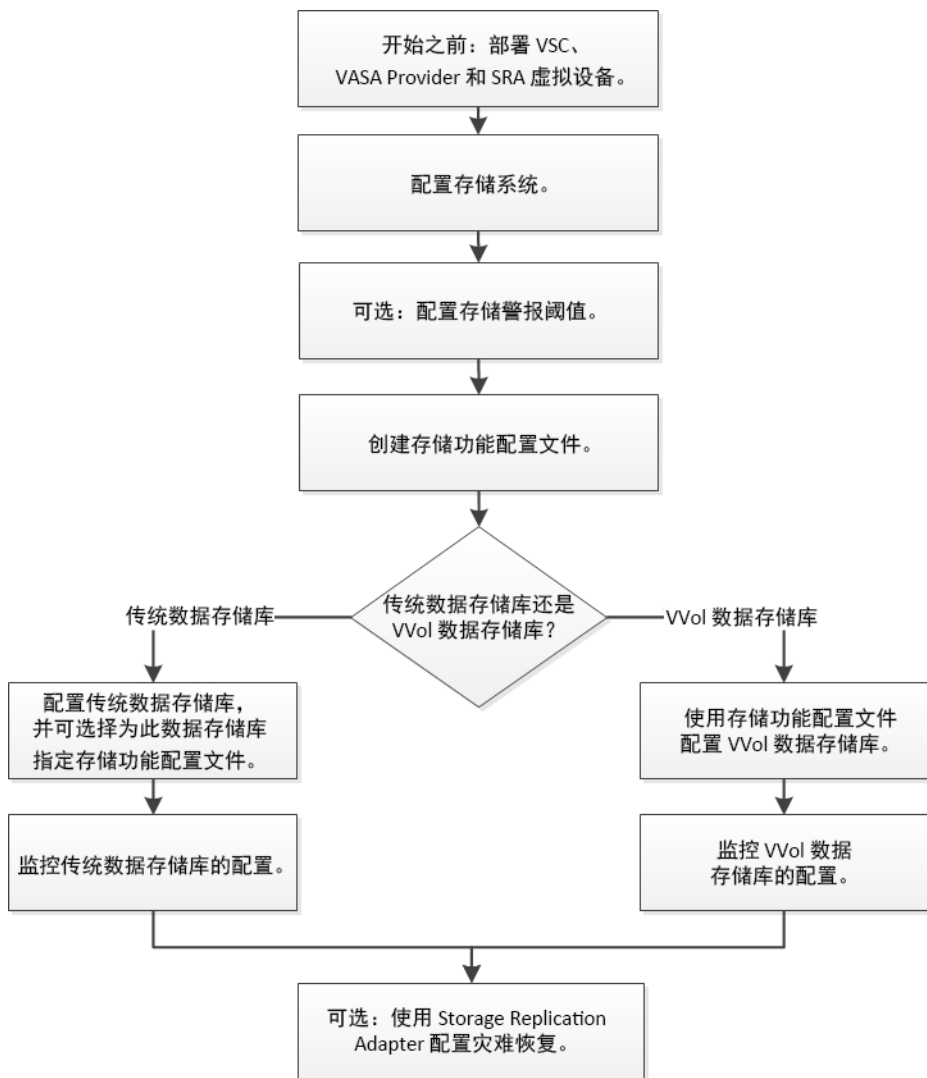 开始之前：部署 VSC、
VASA Provider 和 SRA 虚拟设备。
配置存储系统。
可选：配置存储警报阈值。
创建存储功能配置文件。
传统数据存储库还是
VVol 数据存储库？
传统数据存储库
VVol 数据存储库
配置传统数据存储库，
并可选择为此数据存储库
指定存储功能配置文件。
使用存储功能配置文件
配置 VVol 数据存储库。
监控传统数据存储库的配置。
监控 VVol 数据
存储库的配置。
可选：使用 Storage Replication
Adapter 配置灾难恢复。